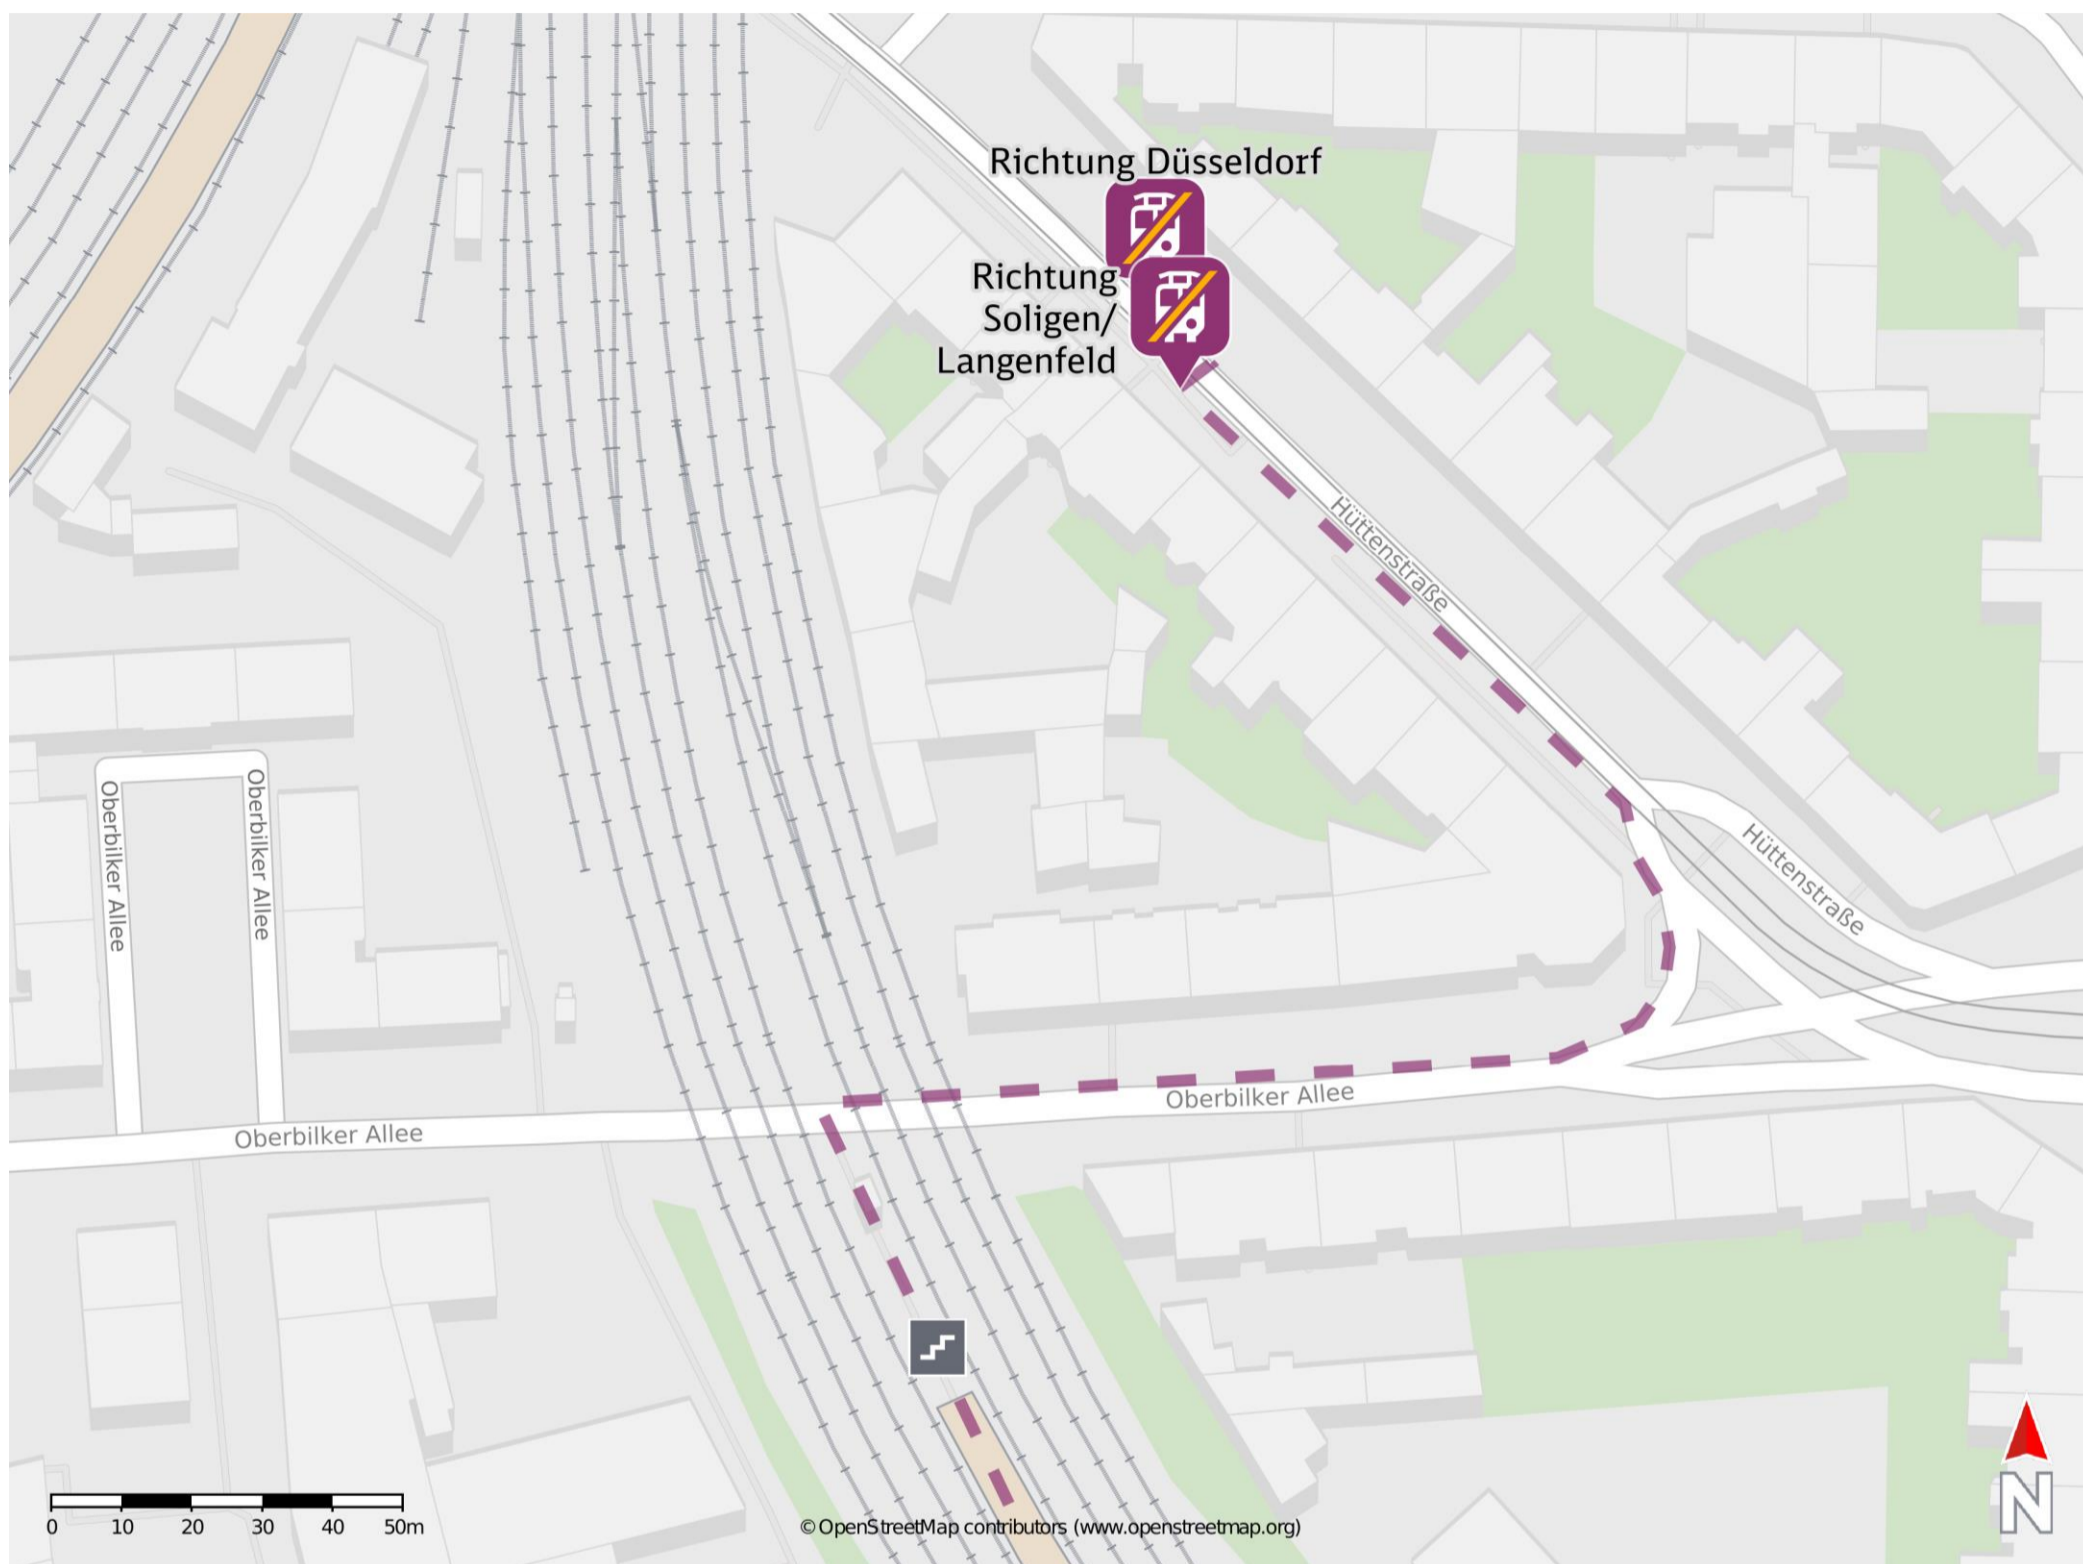 Richtung Düsseldorf
Richtung
Soligen/
Langenfeld
Hüttenstraße
Hüttenstraße
Oberbilker Allee
Oberbilker Allee
Oberbilker Allee
Oberbilker Allee
0 10 20 30 40 50m
© OpenStreetMap contributors (www.openstreetmap.org)
N